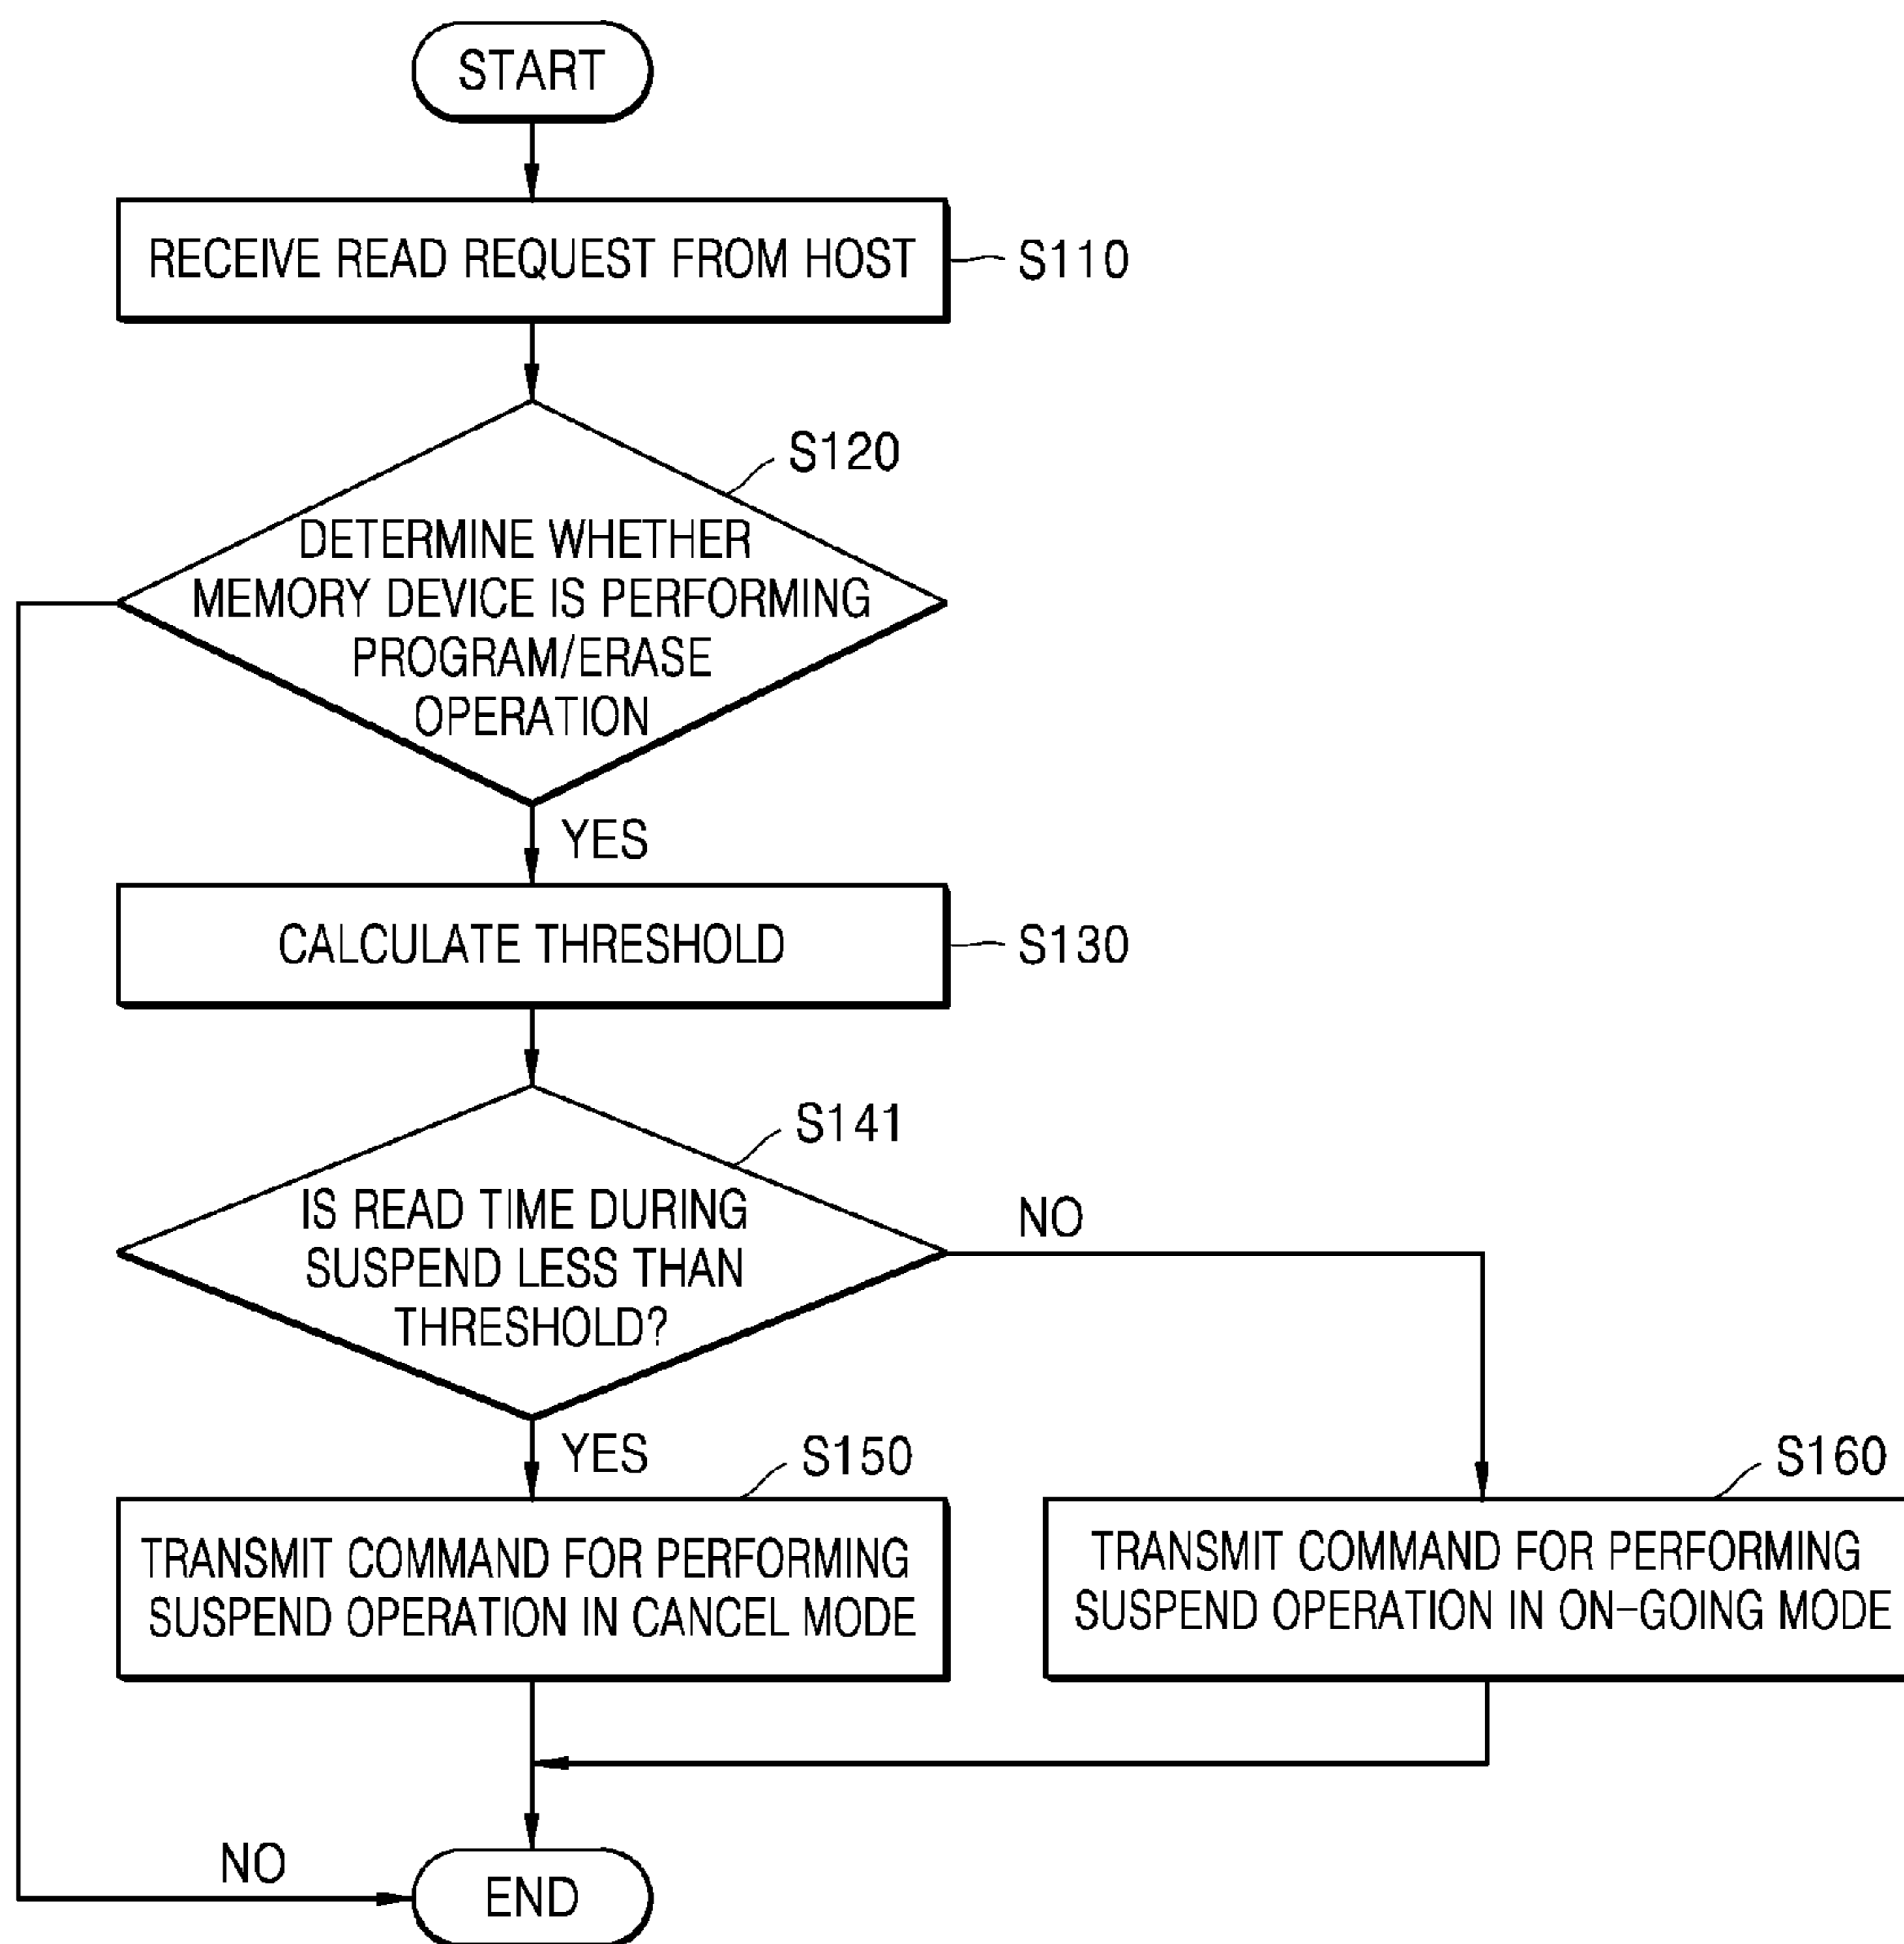 START
RECEIVE READ REQUEST FROM HOST
S110
S120
DETERMINE WHETHER
MEMORY DEVICE IS PERFORMING
PROGRAM/ERASE
OPERATION
YES
CALCULATE THRESHOLD
S130
S141
IS READ TIME DURING
SUSPEND LESS THAN
THRESHOLD?
NO
YES
S150
TRANSMIT COMMAND FOR PERFORMING
SUSPEND OPERATION IN CANCEL MODE
S160
TRANSMIT COMMAND FOR PERFORMING
SUSPEND OPERATION IN ON-GOING MODE
NO
END